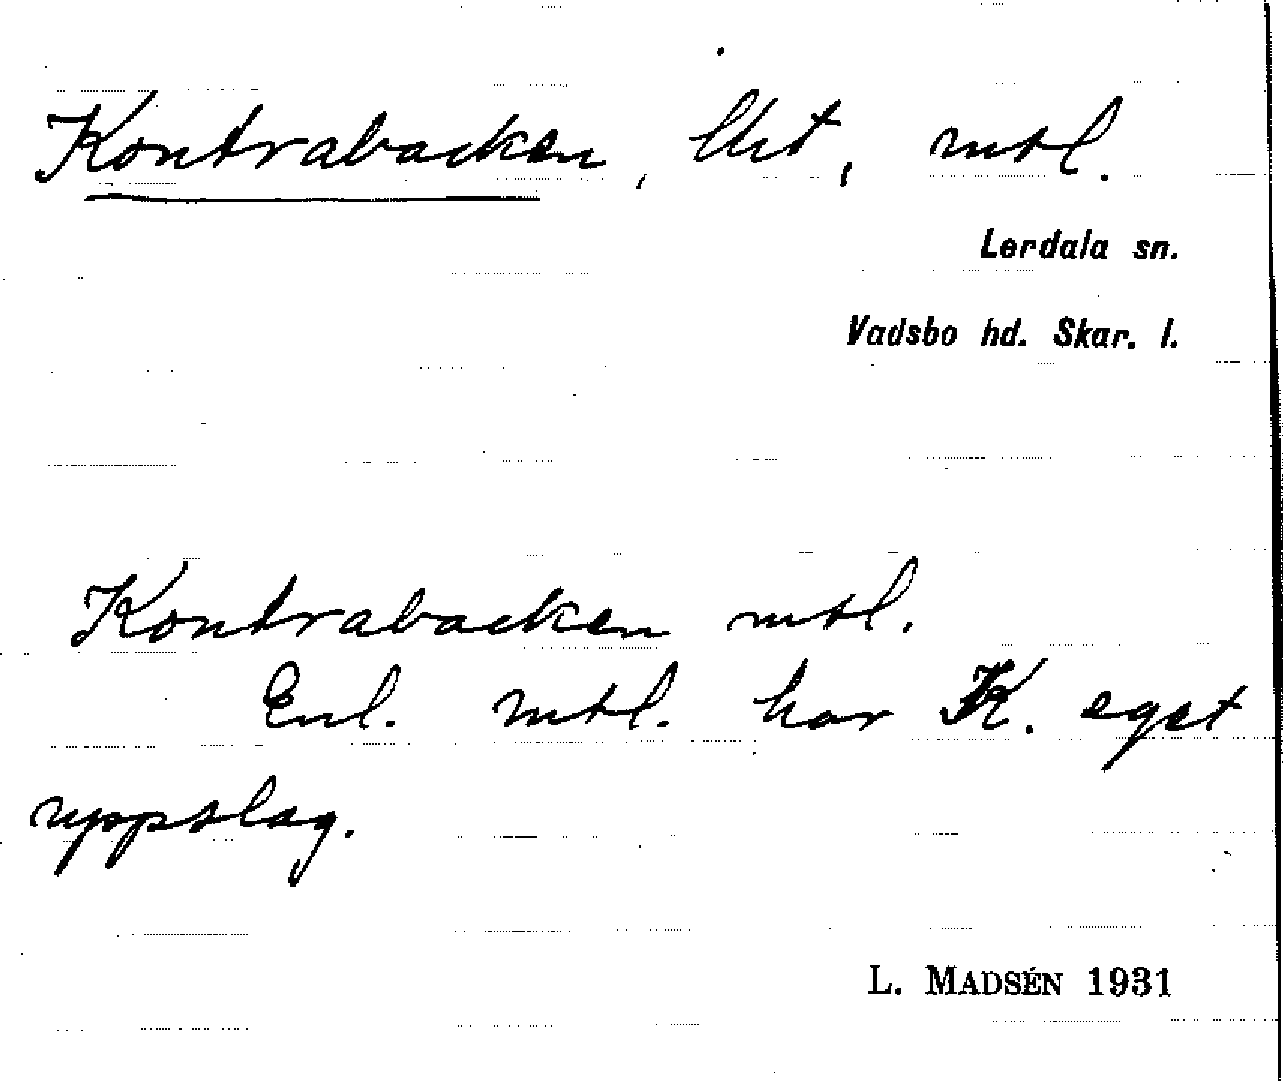 Kontrabacken, lht, mtl.
Lerdala sn.
Vadsbo hd. Skar. l.
Kontrabacken mtl.
Enl. mtl. har K. eget
uppslag.
L. MADSÉN 1931